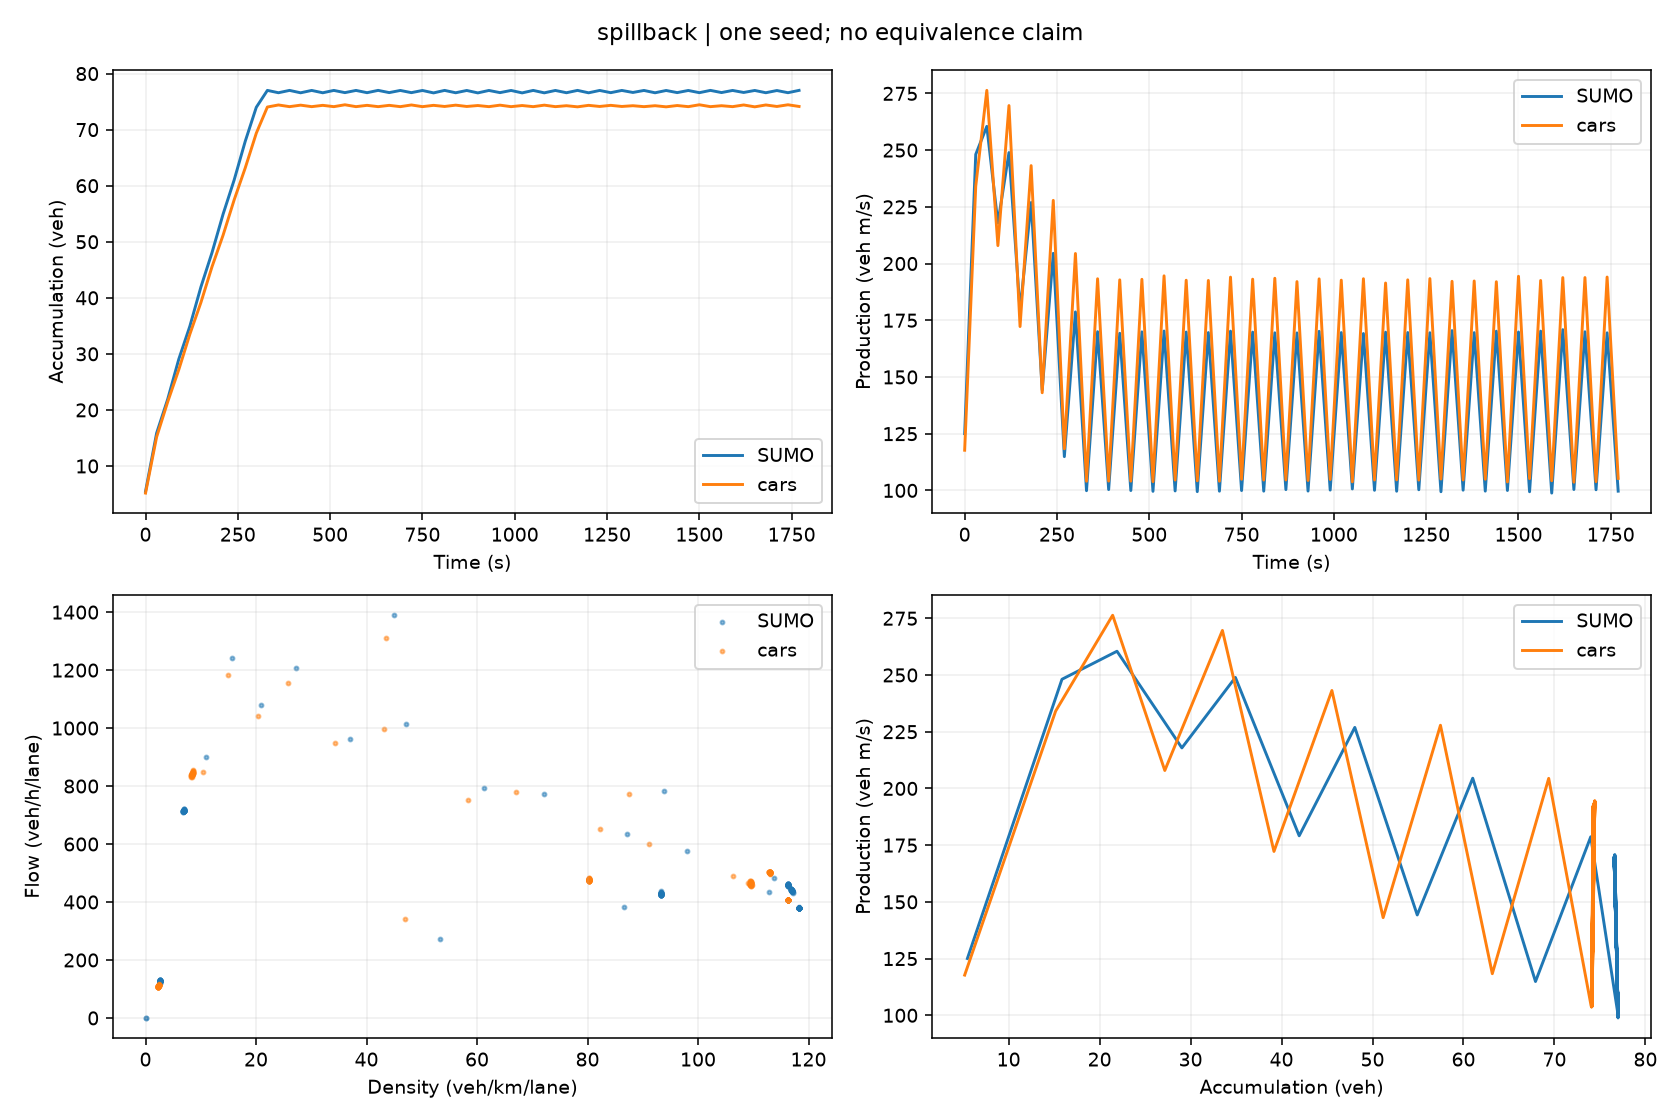 spillback | one seed; no equivalence claim
80
70
60
50
40
30
20
10
Accumulation (veh)
0 250 500 750 1000 1250 1500 1750
Time (s)
SUMO
cars
275
250
225
200
175
150
125
100
Production (veh m/s)
0 250 500 750 1000 1250 1500 1750
Time (s)
SUMO
cars
1400
1200
1000
800
600
400
200
0
Flow (veh/h/lane)
0 20 40 60 80 100 120
Density (veh/km/lane)
SUMO
cars
275
250
225
200
175
150
125
100
Production (veh m/s)
10 20 30 40 50 60 70 80
Accumulation (veh)
SUMO
cars